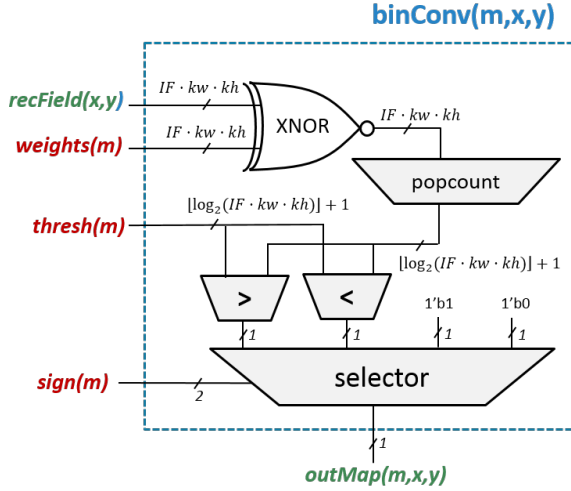 binConv(m,x,y)
IF · kw · kh
recField(x,y)
XNOR
IF · kw · kh
IF · kw · kh
weights(m)
popcount
⌊log₂(IF · kw · kh)⌋ + 1
thresh(m)
⌊log₂(IF · kw · kh)⌋ + 1
>
<
1'b1
1'b0
1
1
1
1
selector
sign(m)
2
1
outMap(m,x,y)